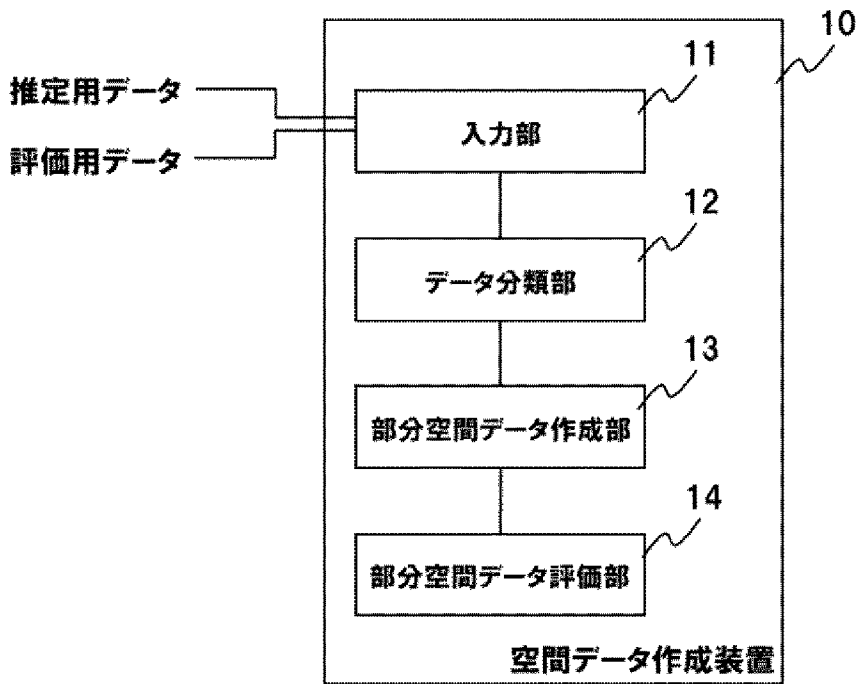 10
11
推定用データ
入力部
評価用データ
12
データ分類部
13
部分空間データ作成部
14
部分空間データ評価部
空間データ作成装置